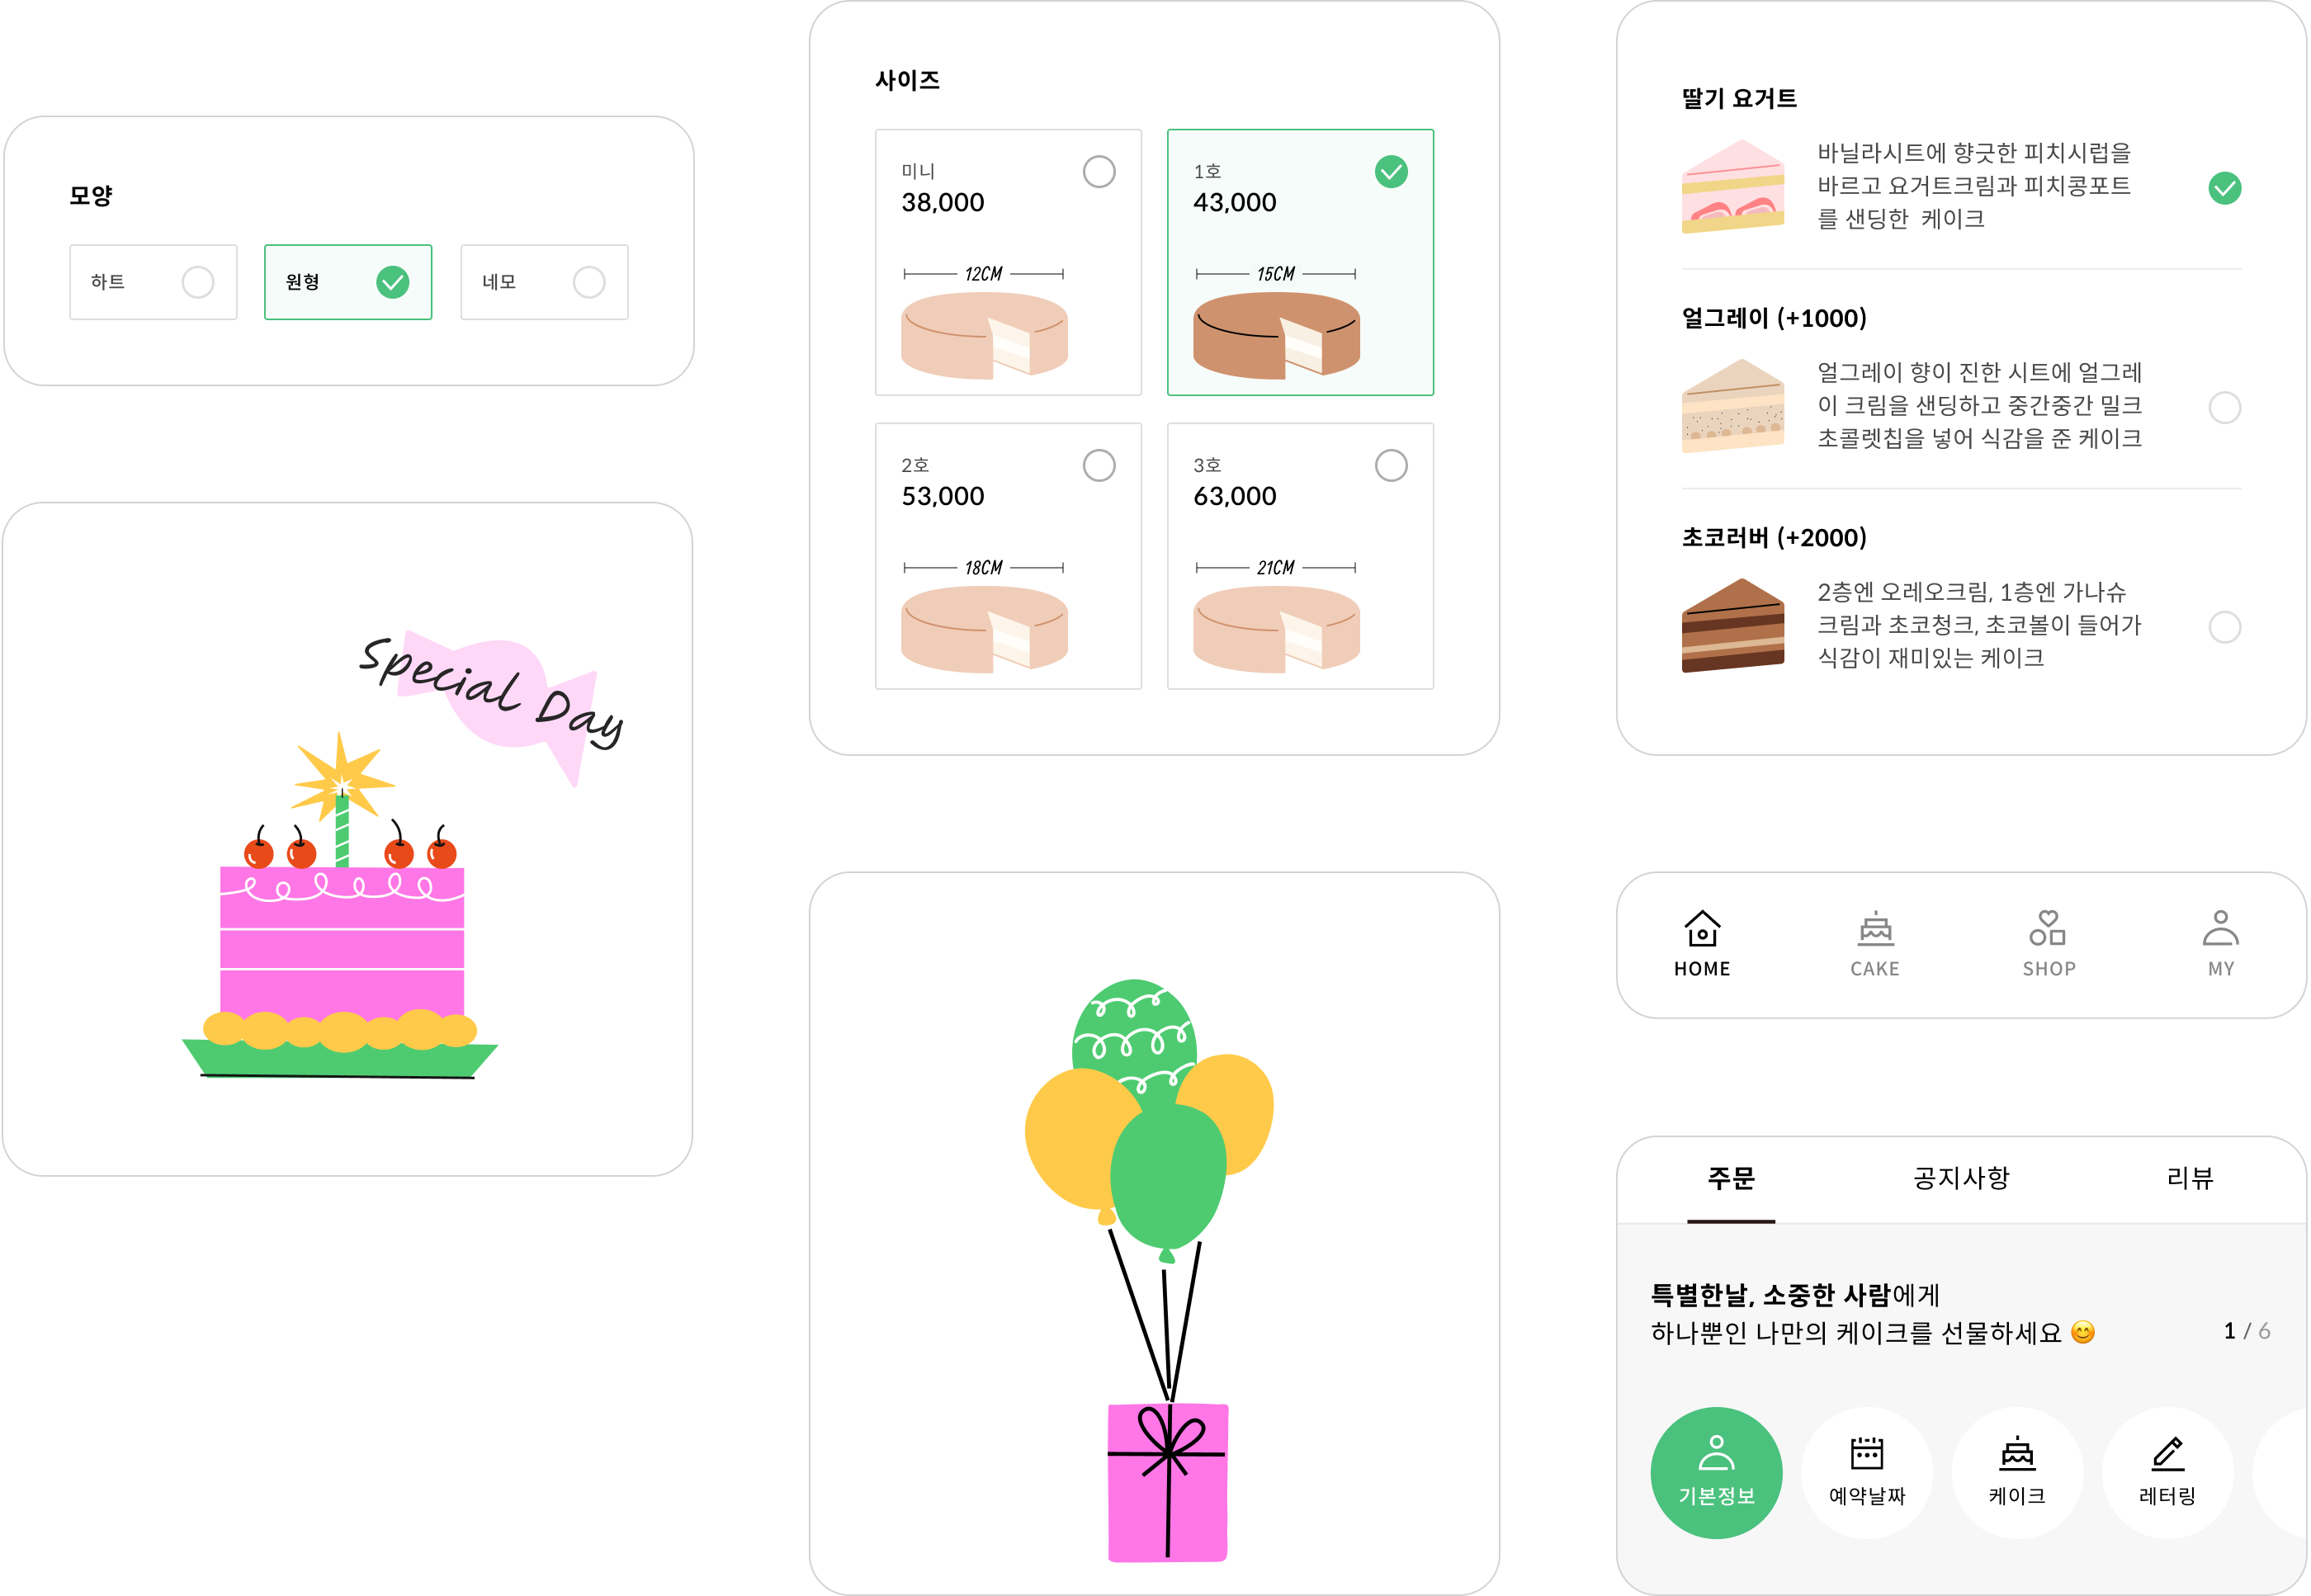 모양
하트
원형
네모
Special Day
사이즈
미니
38,000
12CM
1호
43,000
15CM
2호
53,000
18CM
3호
63,000
21CM
딸기 요거트
바닐라시트에 향긋한 피치시럽을
바르고 요거트크림과 피치콩포트
를 샌딩한 케이크
얼그레이 (+1000)
얼그레이 향이 진한 시트에 얼그레
이 크림을 샌딩하고 중간중간 밀크
초콜렛칩을 넣어 식감을 준 케이크
초코러버 (+2000)
2층엔 오레오크림, 1층엔 가나슈
크림과 초코청크, 초코볼이 들어가
식감이 재미있는 케이크
HOME
CAKE
SHOP
MY
주문
공지사항
리뷰
특별한날, 소중한 사람에게
하나뿐인 나만의 케이크를 선물하세요 😊
1 / 6
기본정보
예약날짜
케이크
레터링